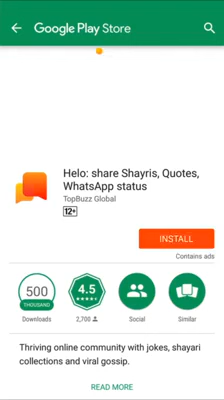 Google Play Store
Helo: share Shayris, Quotes,
WhatsApp status
TopBuzz Global
12+
INSTALL
Contains ads
500
THOUSAND
Downloads
4.5
2,700
Social
Similar
Thriving online community with jokes, shayari
collections and viral gossip.
READ MORE